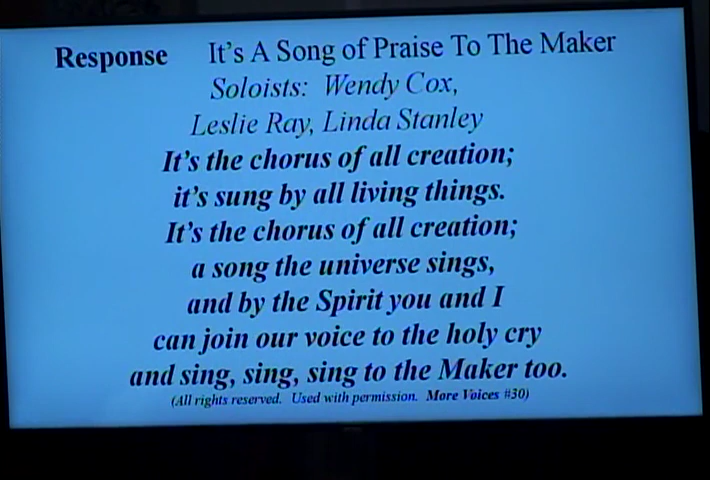 Response It's A Song of Praise To The Maker
Soloists: Wendy Cox,
Leslie Ray, Linda Stanley
It's the chorus of all creation;
it's sung by all living things.
It's the chorus of all creation;
a song the universe sings,
and by the Spirit you and I
can join our voice to the holy cry
and sing, sing, sing to the Maker too.
(All rights reserved. Used with permission. More Voices #30)